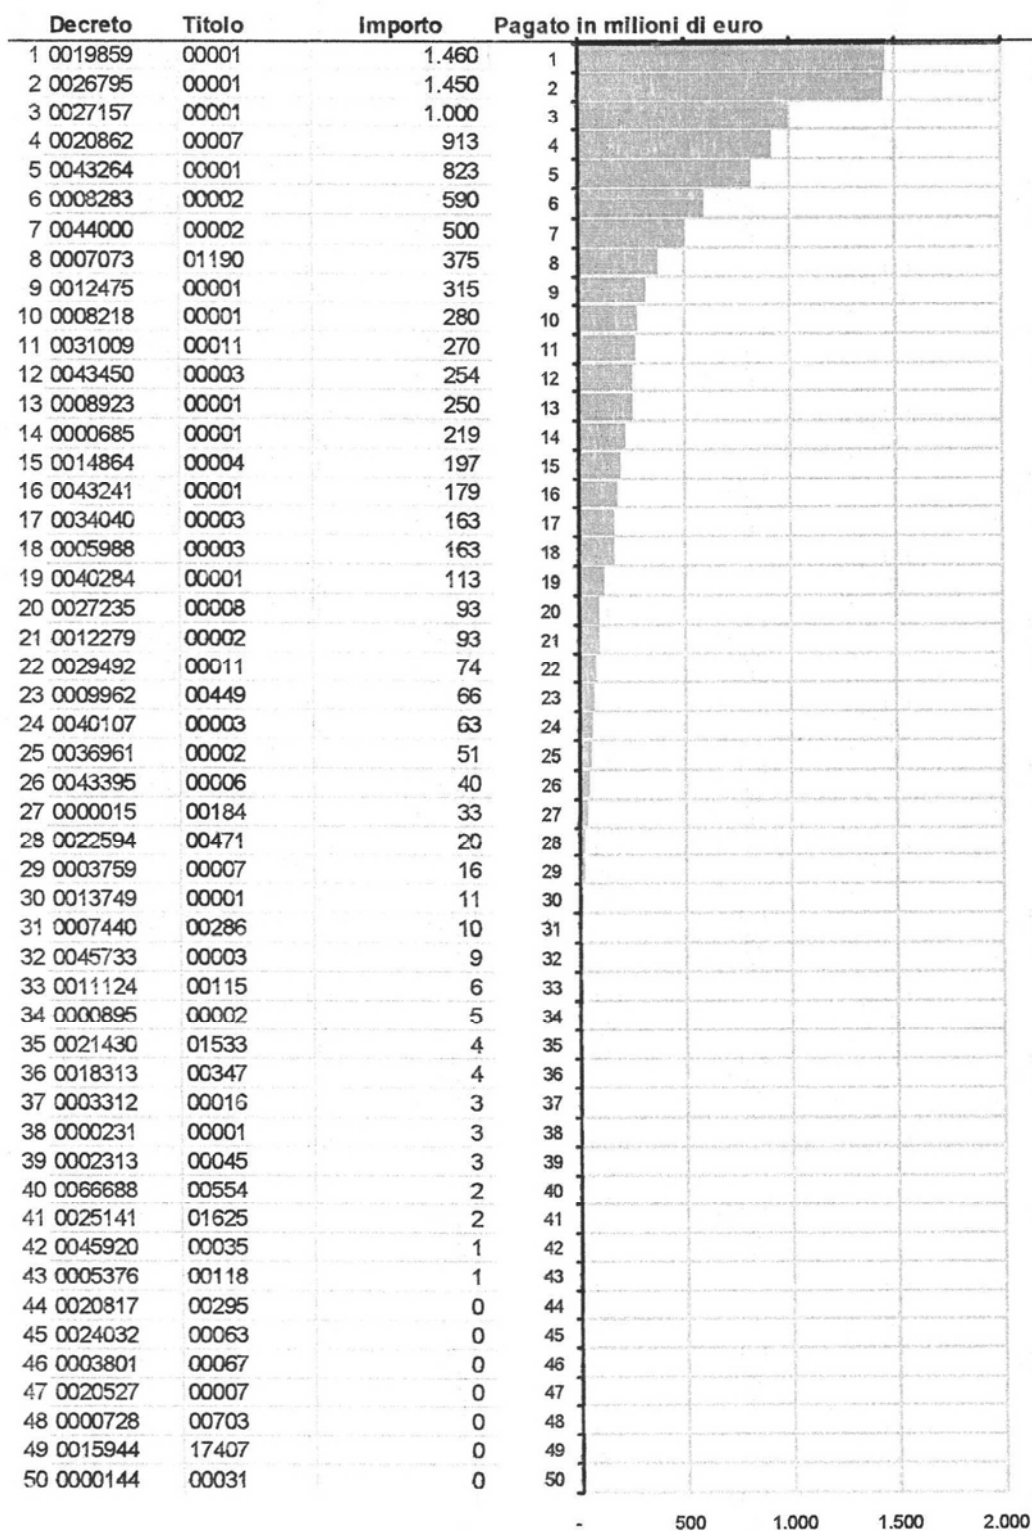 Decreto Titolo Importo Pagato in milioni di euro
1 0019859 00001 1.460 1
2 0026795 00001 1.450 2
3 0027157 00001 1.000 3
4 0020862 00007 913 4
5 0043264 00001 823 5
6 0008283 00002 590 6
7 0044000 00002 500 7
8 0007073 01190 375 8
9 0012475 00001 315 9
10 0008218 00001 280 10
11 0031009 00011 270 11
12 0043450 00003 254 12
13 0008923 00001 250 13
14 0000685 00001 219 14
15 0014864 00004 197 15
16 0043241 00001 179 16
17 0034040 00003 163 17
18 0005988 00003 163 18
19 0040284 00001 113 19
20 0027235 00008 93 20
21 0012279 00002 93 21
22 0029492 00011 74 22
23 0009962 00449 66 23
24 0040107 00003 63 24
25 0036961 00002 51 25
26 0043395 00006 40 26
27 0000015 00184 33 27
28 0022594 00471 20 28
29 0003759 00007 16 29
30 0013749 00001 11 30
31 0007440 00286 10 31
32 0045733 00003 9 32
33 0011124 00115 6 33
34 0000895 00002 5 34
35 0021430 01533 4 35
36 0018313 00347 4 36
37 0003312 00016 3 37
38 0000231 00001 3 38
39 0002313 00045 3 39
40 0066688 00554 2 40
41 0025141 01625 2 41
42 0045920 00035 1 42
43 0005376 00118 1 43
44 0020817 00295 0 44
45 0024032 00063 0 45
46 0003801 00067 0 46
47 0020527 00007 0 47
48 0000728 00703 0 48
49 0015944 17407 0 49
50 0000144 00031 0 50
- 500 1.000 1.500 2.000